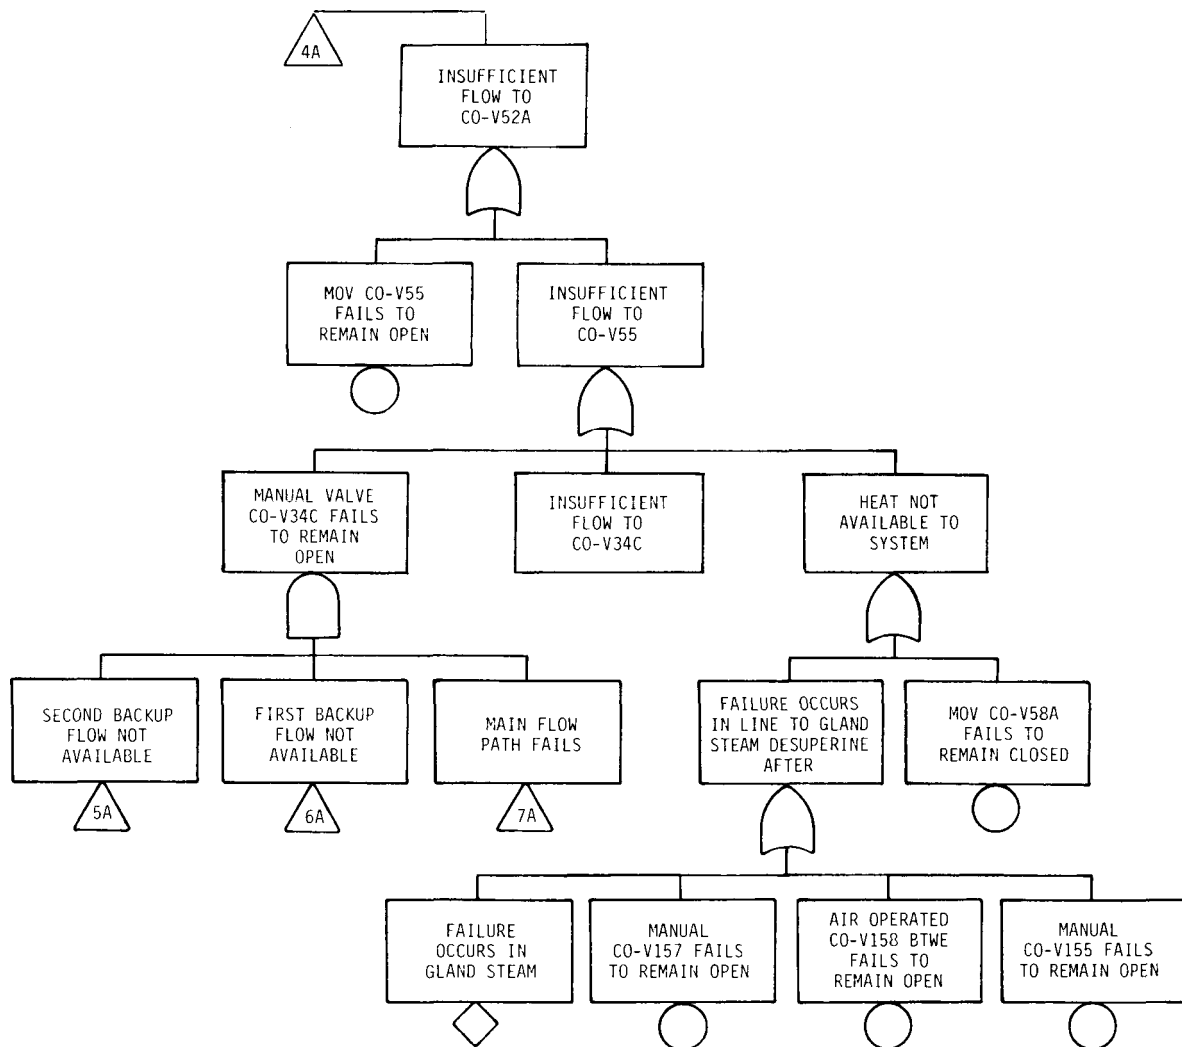 4A
INSUFFICIENT
FLOW TO
CO-V52A
MOV CO-V55
FAILS TO
REMAIN OPEN
INSUFFICIENT
FLOW TO
CO-V55
MANUAL VALVE
CO-V34C FAILS
TO REMAIN
OPEN
INSUFFICIENT
FLOW TO
CO-V34C
HEAT NOT
AVAILABLE TO
SYSTEM
SECOND BACKUP
FLOW NOT
AVAILABLE
5A
FIRST BACKUP
FLOW NOT
AVAILABLE
6A
MAIN FLOW
PATH FAILS
7A
FAILURE OCCURS
IN LINE TO GLAND
STEAM DESUPERINE
AFTER
MOV CO-V58A
FAILS TO
REMAIN CLOSED
FAILURE
OCCURS IN
GLAND STEAM
MANUAL
CO-V157 FAILS
TO REMAIN OPEN
AIR OPERATED
CO-V158 BTWE
FAILS TO
REMAIN OPEN
MANUAL
CO-V155 FAILS
TO REMAIN OPEN